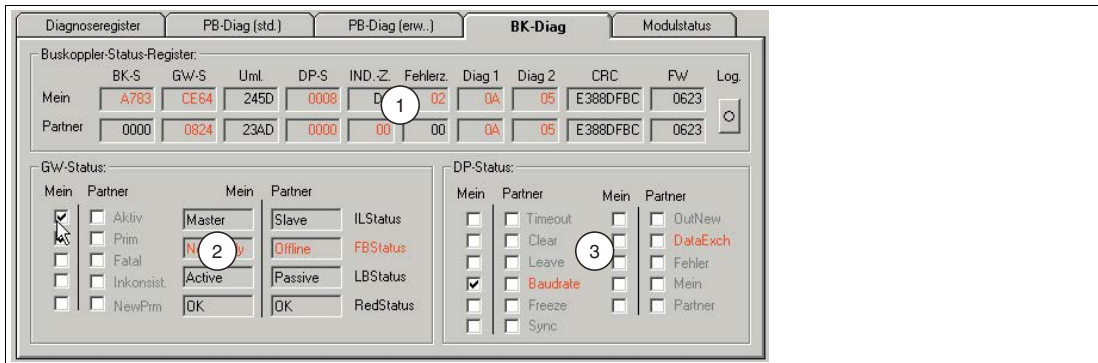 Diagnoseregister PB-Diag (std.) PB-Diag (erw..) BK-Diag Modulstatus
Buskoppler-Status-Register:
BK-S GW-S Uml. DP-S IND.-Z. Fehlerz. Diag 1 Diag 2 CRC FW Log.
Mein A783 CE64 245D 0008 1 02 0A 05 E388DFBC 0623
Partner 0000 0824 23AD 0000 00 00 0A 05 E388DFBC 0623
GW-Status:
Mein Partner Mein Partner
Aktiv Master Slave ILStatus
Prim 2 Offline FBStatus
Fatal
Inkonsist. Active Passive LBStatus
NewPrm OK OK RedStatus
DP-Status:
Mein Partner Mein Partner
Timeout OutNew
Clear 3 DataExch
Leave Fehler
Baudrate Mein
Freeze Partner
Sync